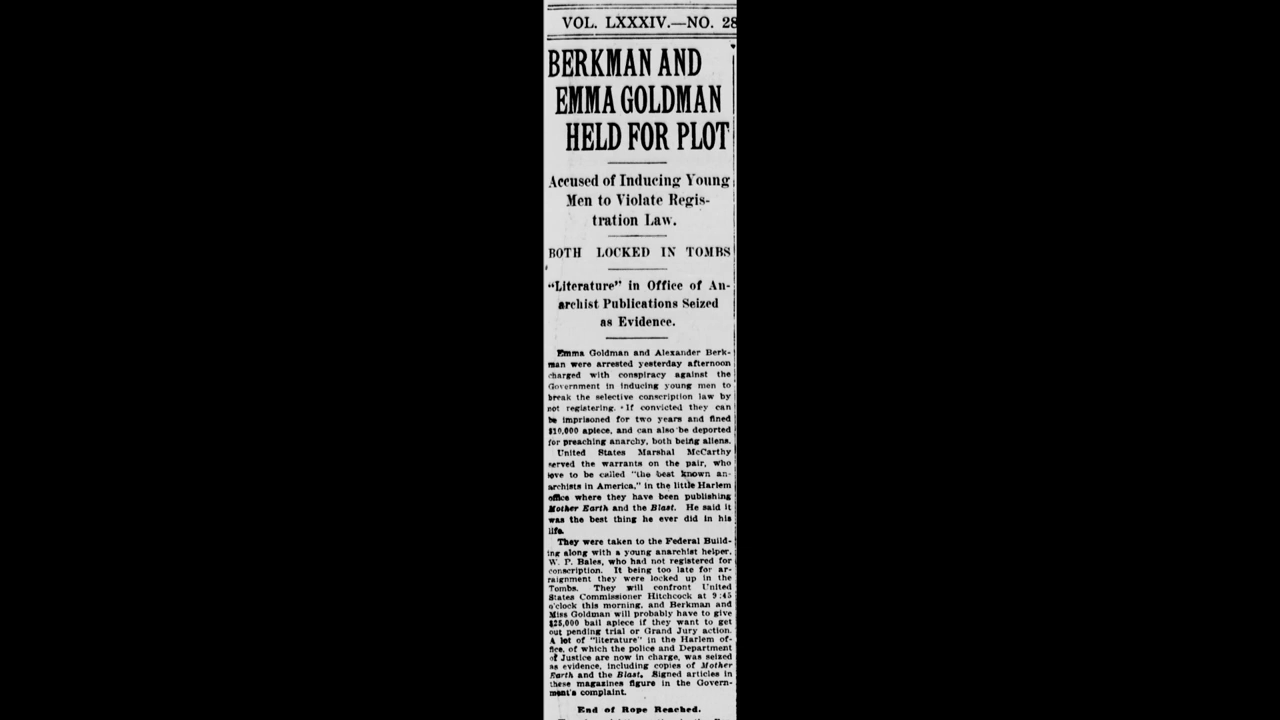 VOL. LXXXIV.—NO. 28
BERKMAN AND
EMMA GOLDMAN
HELD FOR PLOT
Accused of Inducing Young
Men to Violate Regis-
tration Law.
BOTH LOCKED IN TOMBS
“Literature” in Office of An-
archist Publications Seized
as Evidence.
Emma Goldman and Alexander Berk-
man were arrested yesterday afternoon
charged with conspiracy against the
Government in inducing young men to
break the selective conscription law by
not registering. If convicted they can
be imprisoned for two years and fined
$10,000 apiece, and can also be deported
for preaching anarchy, both being aliens.
United States Marshal McCarthy
served the warrants on the pair, who
love to be called "the best known an-
archists in America," in the little Harlem
office where they have been publishing
Mother Earth and the Blast. He said it
was the best thing he ever did in his
life.
They were taken to the Federal Build-
ing along with a young anarchist helper,
W. P. Bales, who had not registered for
conscription. It being too late for ar-
raignment they were locked up in the
Tombs. They will confront United
States Commissioner Hitchcock at 9:45
o'clock this morning, and Berkman and
Miss Goldman will probably have to give
$25,000 bail apiece if they want to get
out pending trial or Grand Jury action.
A lot of "literature" in the Harlem of-
fice, of which the police and Department
of Justice are now in charge, was seized
as evidence, including copies of Mother
Earth and the Blast. Signed articles in
these magazines figure in the Govern-
ment's complaint.
End of Rope Reached.